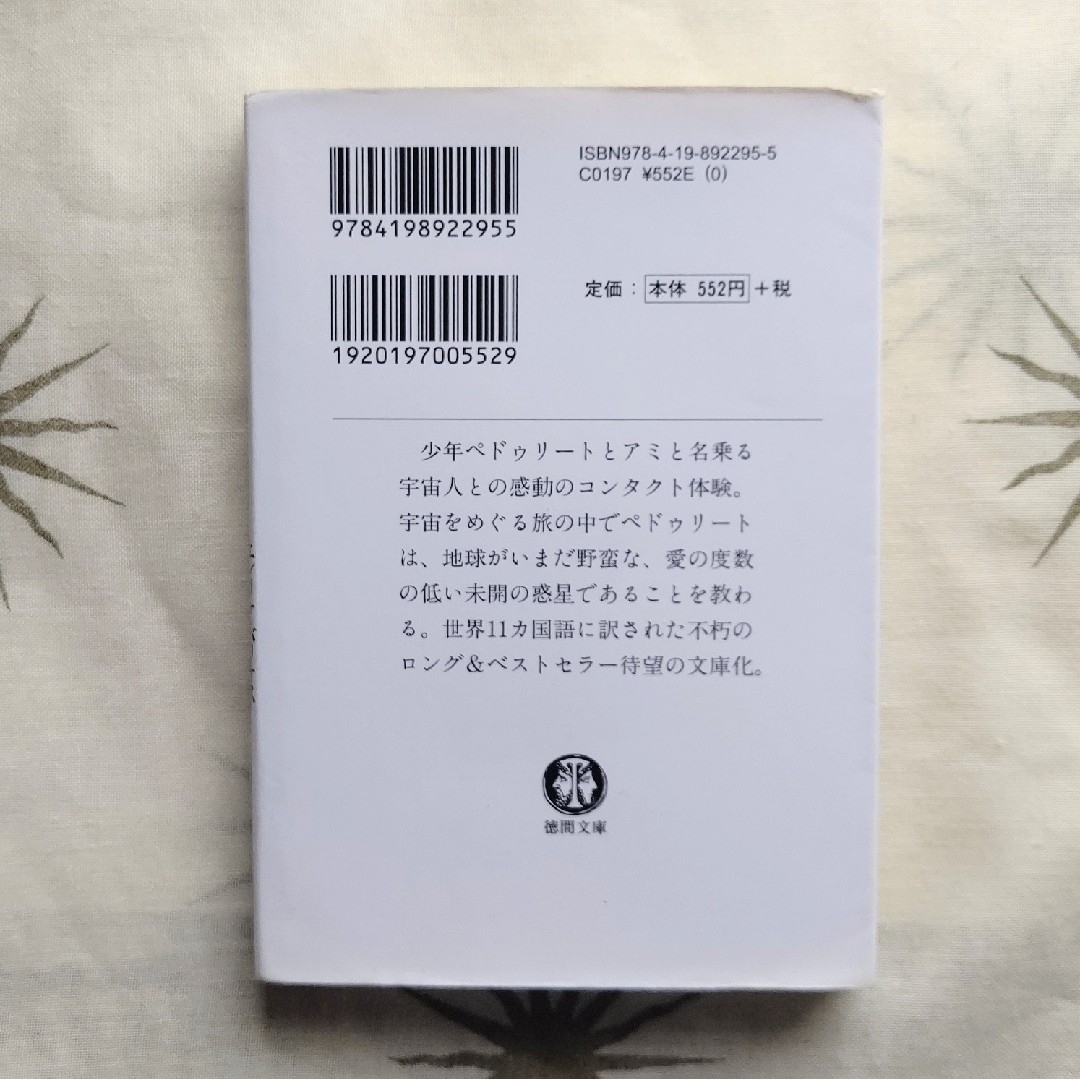 ISBN978-4-19-892295-5
C0197 ¥552E (0)
9784198922955
定価：本体 552円＋税
1920197005529
少年ペドゥリートとアミと名乗る
宇宙人との感動のコンタクト体験。
宇宙をめぐる旅の中でペドゥリート
は、地球がいまだ野蛮な、愛の度数
の低い未開の惑星であることを教わ
る。世界11カ国語に訳された不朽の
ロング＆ベストセラー待望の文庫化。
徳間文庫